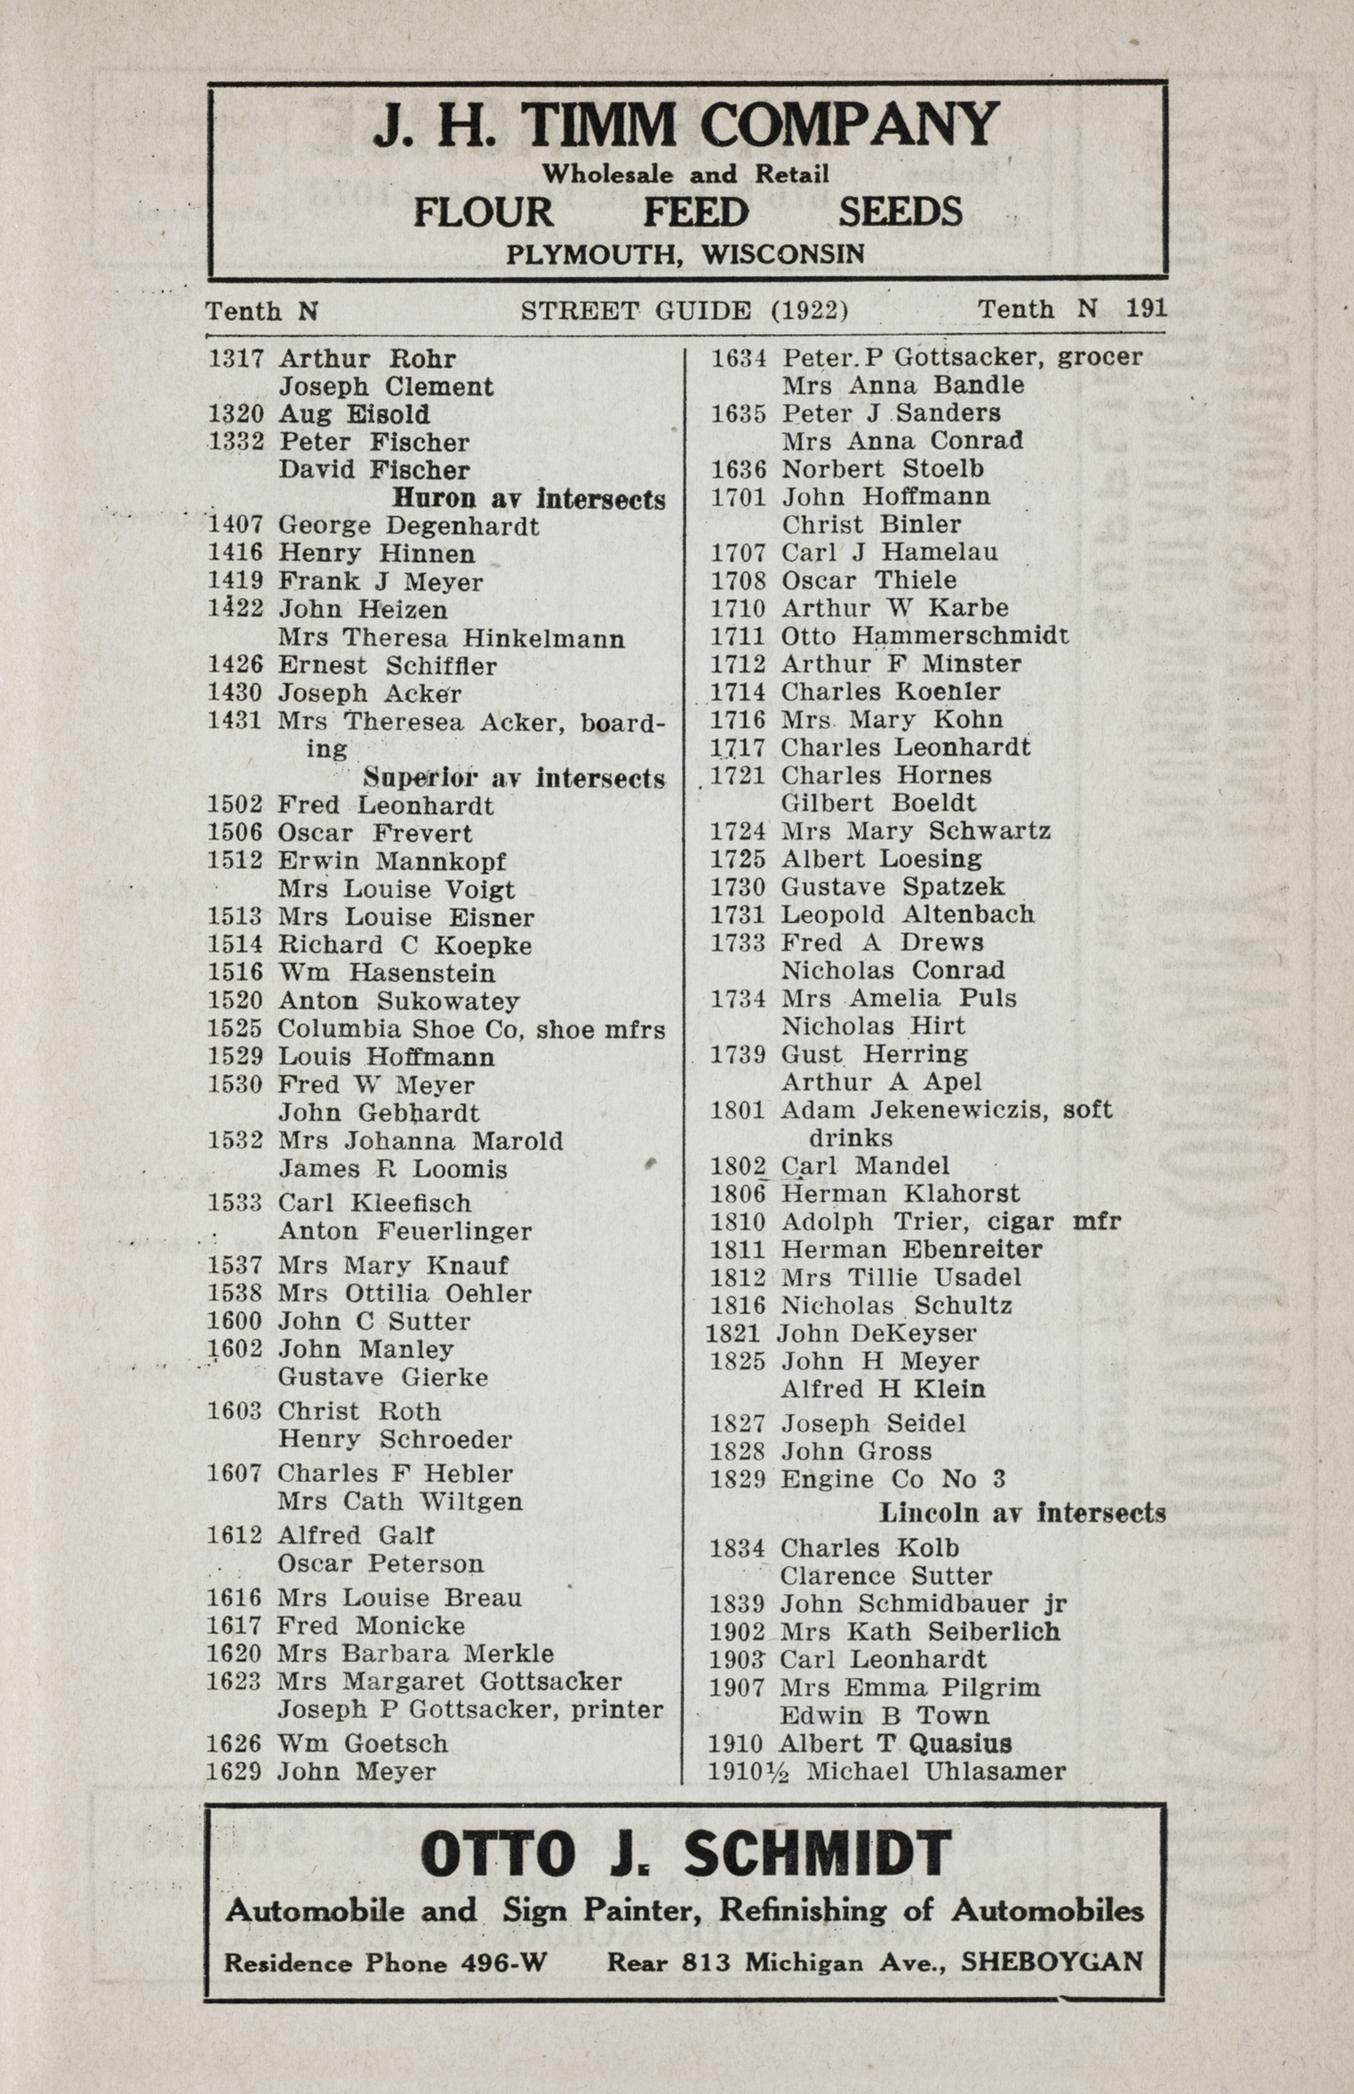 J. H. TIMM COMPANY
Wholesale and Retail
FLOUR FEED SEEDS
PLYMOUTH, WISCONSIN
Tenth N STREET GUIDE (1922) Tenth N 191
1317 Arthur Rohr
Joseph Clement
1320 Aug Eisold
1332 Peter Fischer
David Fischer
Huron av intersects
1407 George Degenhardt
1416 Henry Hinnen
1419 Frank J Meyer
1422 John Heizen
Mrs Theresa Hinkelmann
1426 Ernest Schiffler
1430 Joseph Acker
1431 Mrs Theresea Acker, board-
ing
Superior av intersects
1502 Fred Leonhardt
1506 Oscar Frevert
1512 Erwin Mannkopf
Mrs Louise Voigt
1513 Mrs Louise Eisner
1514 Richard C Koepke
1516 Wm Hasenstein
1520 Anton Sukowatey
1525 Columbia Shoe Co, shoe mfrs
1529 Louis Hoffmann
1530 Fred W Meyer
John Gebhardt
1532 Mrs Johanna Marold
James R Loomis
1533 Carl Kleefisch
Anton Feuerlinger
1537 Mrs Mary Knauf
1538 Mrs Ottilia Oehler
1600 John C Sutter
1602 John Manley
Gustave Gierke
1603 Christ Roth
Henry Schroeder
1607 Charles F Hebler
Mrs Cath Wiltgen
1612 Alfred Galf
Oscar Peterson
1616 Mrs Louise Breau
1617 Fred Monicke
1620 Mrs Barbara Merkle
1623 Mrs Margaret Gottsacker
Joseph P Gottsacker, printer
1626 Wm Goetsch
1629 John Meyer
1634 Peter P Gottsacker, grocer
Mrs Anna Bandle
1635 Peter J Sanders
Mrs Anna Conrad
1636 Norbert Stoelb
1701 John Hoffmann
Christ Binler
1707 Carl J Hamelau
1708 Oscar Thiele
1710 Arthur W Karbe
1711 Otto Hammerschmidt
1712 Arthur F Minster
1714 Charles Koehler
1716 Mrs Mary Kohn
1717 Charles Leonhardt
1721 Charles Hornes
Gilbert Boeldt
1724 Mrs Mary Schwartz
1725 Albert Loesing
1730 Gustave Spatzek
1731 Leopold Altenbach
1733 Fred A Drews
Nicholas Conrad
1734 Mrs Amelia Puls
Nicholas Hirt
1739 Gust Herring
Arthur A Apel
1801 Adam Jekenewiczis, soft
drinks
1802 Carl Mandel
1806 Herman Klahorst
1810 Adolph Trier, cigar mfr
1811 Herman Ebenreiter
1812 Mrs Tillie Usadel
1816 Nicholas Schultz
1821 John DeKeyser
1825 John H Meyer
Alfred H Klein
1827 Joseph Seidel
1828 John Gross
1829 Engine Co No 3
Lincoln av intersects
1834 Charles Kolb
Clarence Sutter
1839 John Schmidbauer jr
1902 Mrs Kath Seiberlich
1903 Carl Leonhardt
1907 Mrs Emma Pilgrim
Edwin B Town
1910 Albert T Quasius
1910½ Michael Uhlasamer
OTTO J. SCHMIDT
Automobile and Sign Painter, Refinishing of Automobiles
Residence Phone 496-W Rear 813 Michigan Ave., SHEBOYGAN